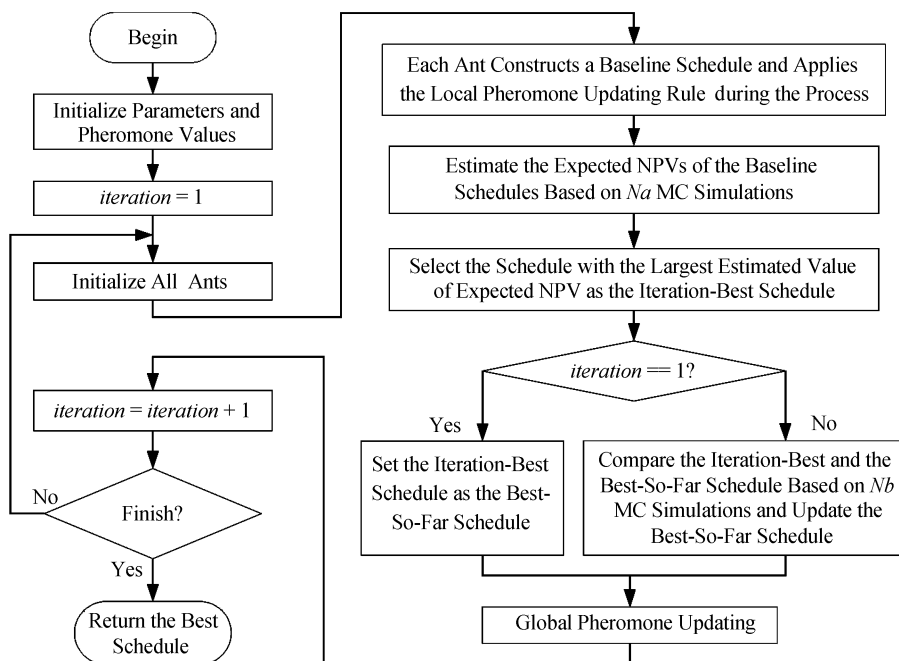 Begin
Initialize Parameters and
Pheromone Values
iteration = 1
Initialize All Ants
Each Ant Constructs a Baseline Schedule and Applies
the Local Pheromone Updating Rule during the Process
Estimate the Expected NPVs of the Baseline
Schedules Based on Na MC Simulations
Select the Schedule with the Largest Estimated Value
of Expected NPV as the Iteration-Best Schedule
iteration == 1?
Yes
No
Set the Iteration-Best
Schedule as the Best-
So-Far Schedule
Compare the Iteration-Best and the
Best-So-Far Schedule Based on Nb
MC Simulations and Update the
Best-So-Far Schedule
Global Pheromone Updating
iteration = iteration + 1
No
Finish?
Yes
Return the Best
Schedule